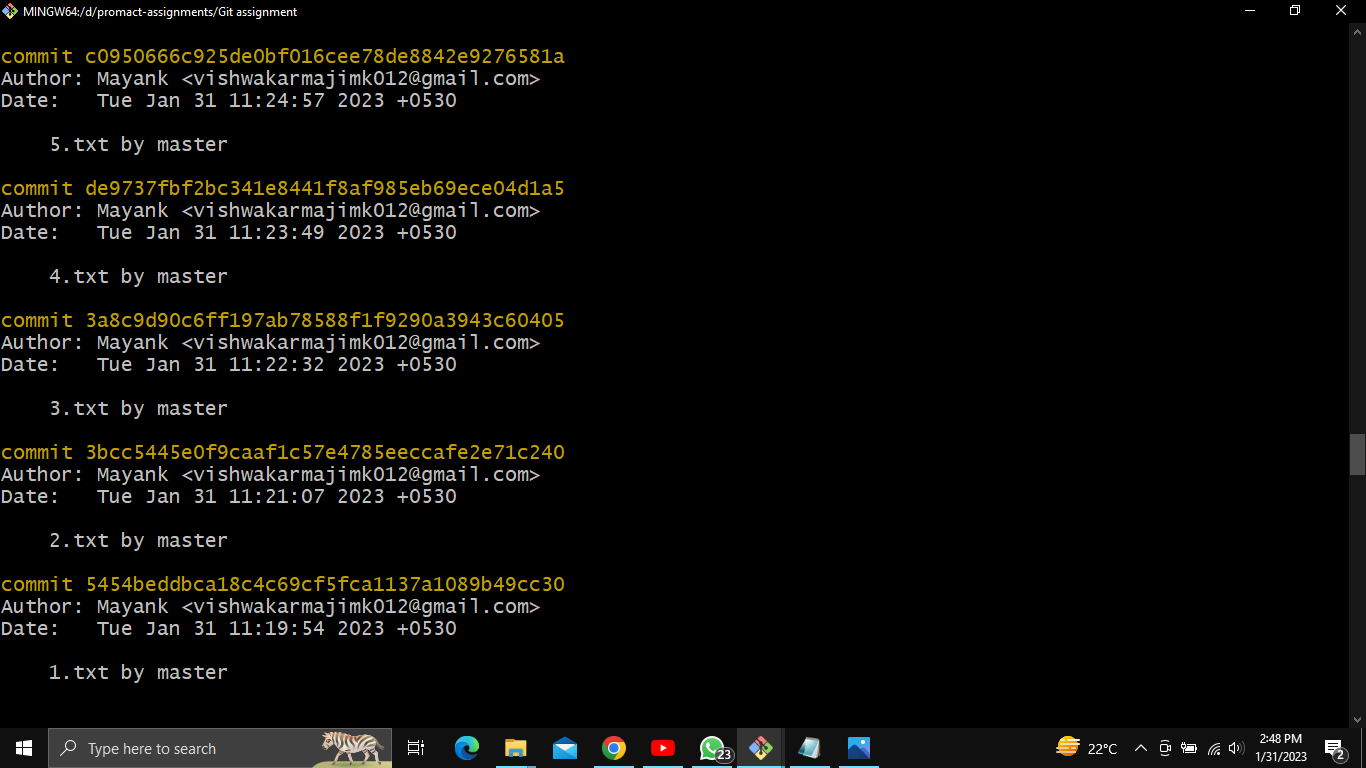 MINGW64:/d/promact-assignments/Git assignment
commit c0950666c925de0bf016cee78de8842e9276581a
Author: Mayank <vishwakarmajimk012@gmail.com>
Date:   Tue Jan 31 11:24:57 2023 +0530
5.txt by master
commit de9737fbf2bc341e8441f8af985eb69ece04d1a5
Author: Mayank <vishwakarmajimk012@gmail.com>
Date:   Tue Jan 31 11:23:49 2023 +0530
4.txt by master
commit 3a8c9d90c6ff197ab78588f1f9290a3943c60405
Author: Mayank <vishwakarmajimk012@gmail.com>
Date:   Tue Jan 31 11:22:32 2023 +0530
3.txt by master
commit 3bcc5445e0f9caaf1c57e4785eeccafe2e71c240
Author: Mayank <vishwakarmajimk012@gmail.com>
Date:   Tue Jan 31 11:21:07 2023 +0530
2.txt by master
commit 5454beddbca18c4c69cf5fca1137a1089b49cc30
Author: Mayank <vishwakarmajimk012@gmail.com>
Date:   Tue Jan 31 11:19:54 2023 +0530
1.txt by master
Type here to search
23
22°C
2:48 PM
1/31/2023
2